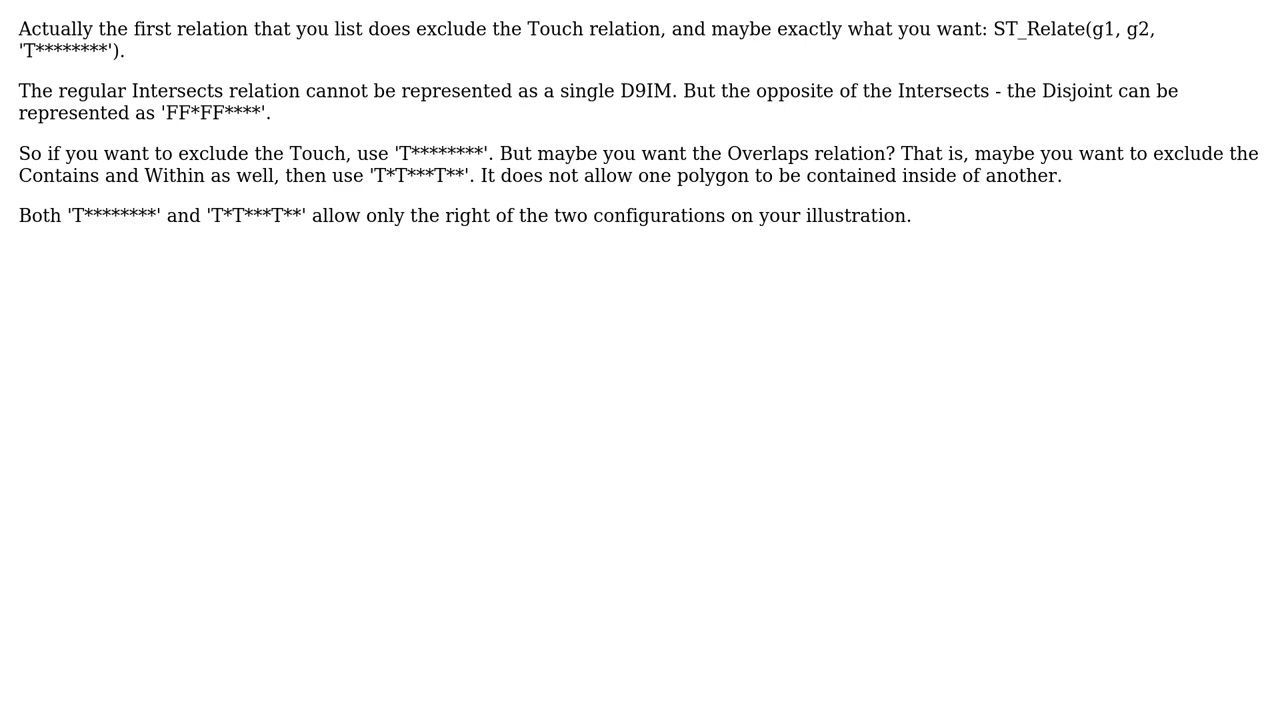 Actually the first relation that you list does exclude the Touch relation, and maybe exactly what you want: ST_Relate(g1, g2,
'T********').
The regular Intersects relation cannot be represented as a single D9IM. But the opposite of the Intersects - the Disjoint can be
represented as 'FF*FF****'.
So if you want to exclude the Touch, use 'T********'. But maybe you want the Overlaps relation? That is, maybe you want to exclude the
Contains and Within as well, then use 'T*T***T**'. It does not allow one polygon to be contained inside of another.
Both 'T********' and 'T*T***T**' allow only the right of the two configurations on your illustration.